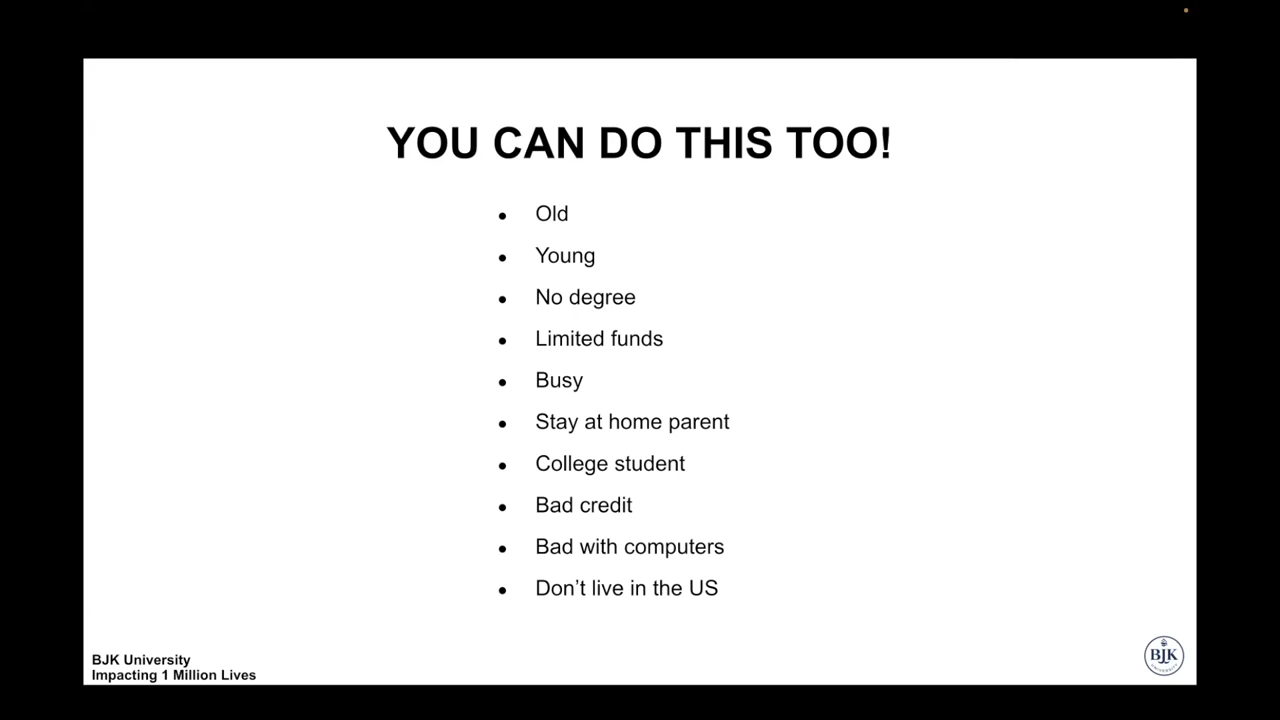 YOU CAN DO THIS TOO!
● Old
● Young
● No degree
● Limited funds
● Busy
● Stay at home parent
● College student
● Bad credit
● Bad with computers
● Don’t live in the US
BJK University
Impacting 1 Million Lives
BJK
UNIVERSITY